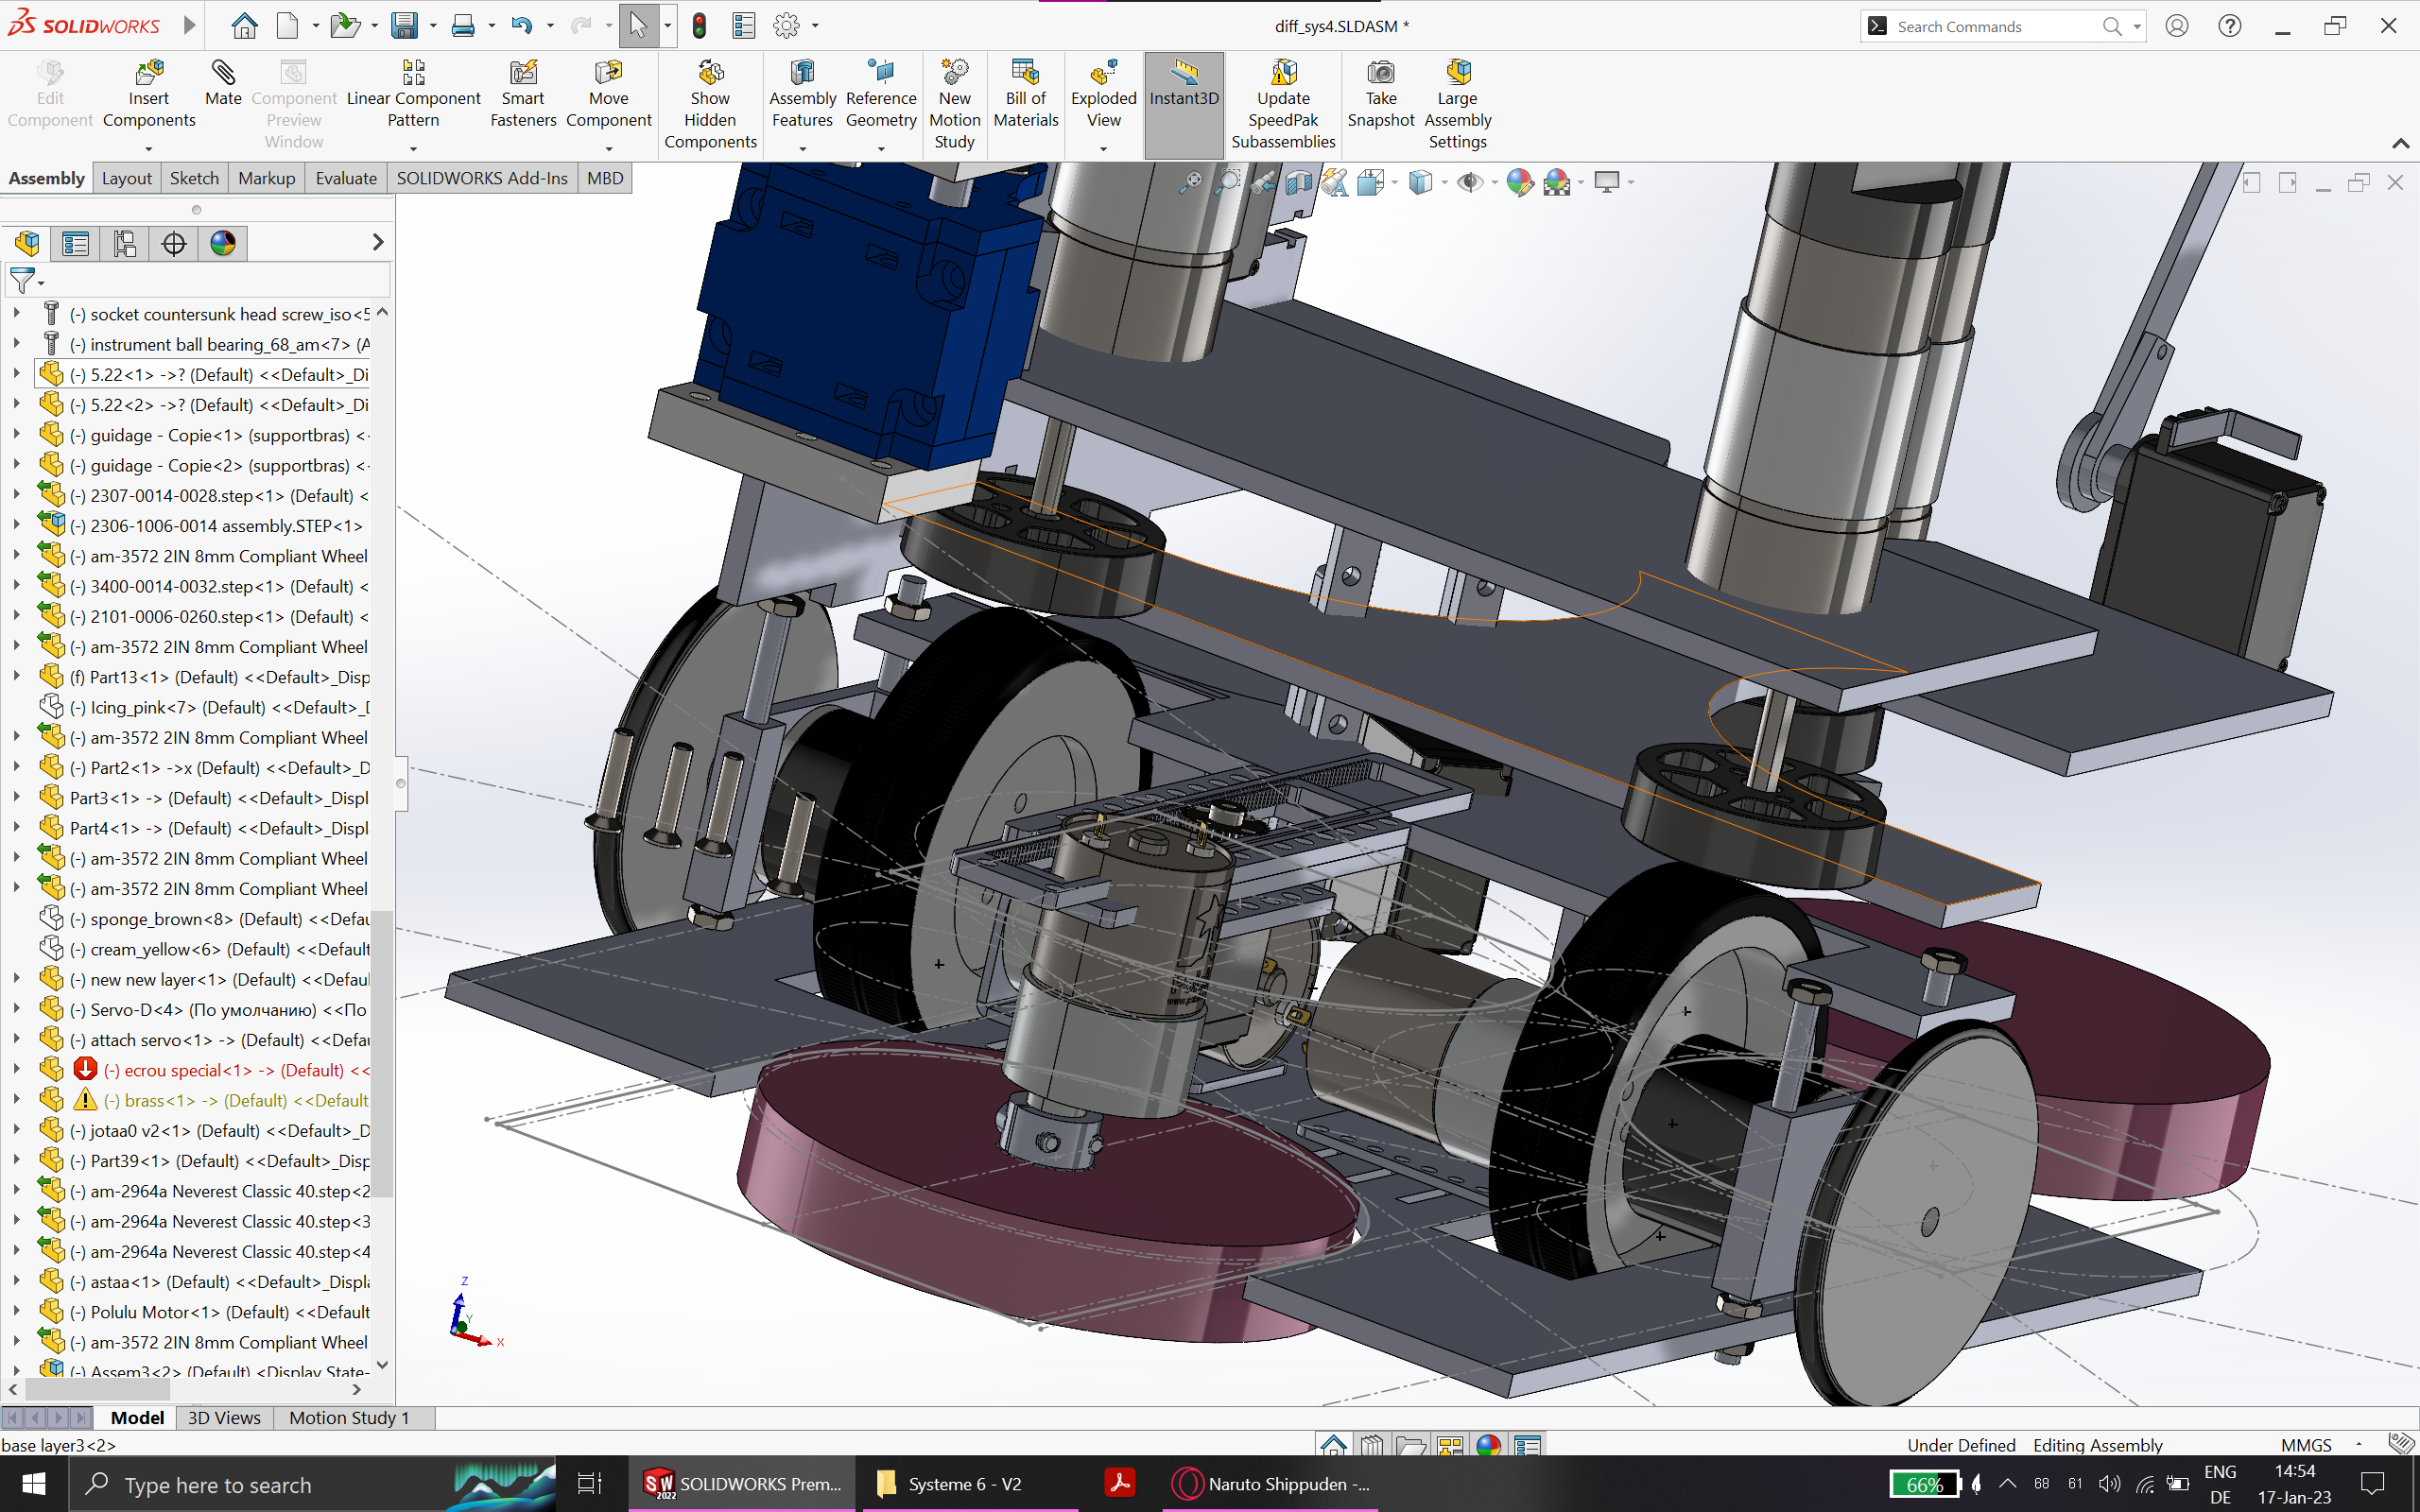 SOLIDWORKS
diff_sys4.SLDASM *
Search Commands
Edit Component
Insert Components
Mate
Component Preview Window
Linear Component Pattern
Smart Fasteners
Move Component
Show Hidden Components
Assembly Features
Reference Geometry
New Motion Study
Bill of Materials
Exploded View
Instant3D
Update SpeedPak Subassemblies
Take Snapshot
Large Assembly Settings
Assembly
Layout
Sketch
Markup
Evaluate
SOLIDWORKS Add-Ins
MBD
(-) socket countersunk head screw_iso<5
(-) instrument ball bearing_68_am<7> (A
(-) 5.22<1> ->? (Default) <<Default>_Di
(-) 5.22<2> ->? (Default) <<Default>_Di
(-) guidage - Copie<1> (supportbras) <
(-) guidage - Copie<2> (supportbras) <
(-) 2307-0014-0028.step<1> (Default) <
(-) 2306-1006-0014 assembly.STEP<1>
(-) am-3572 2IN 8mm Compliant Wheel
(-) 3400-0014-0032.step<1> (Default) <
(-) 2101-0006-0260.step<1> (Default) <
(-) am-3572 2IN 8mm Compliant Wheel
(f) Part13<1> (Default) <<Default>_Disp
(-) Icing_pink<7> (Default) <<Default>_D
(-) am-3572 2IN 8mm Compliant Wheel
(-) Part2<1> ->x (Default) <<Default>_D
Part3<1> -> (Default) <<Default>_Displ
Part4<1> -> (Default) <<Default>_Displ
(-) am-3572 2IN 8mm Compliant Wheel
(-) am-3572 2IN 8mm Compliant Wheel
(-) sponge_brown<8> (Default) <<Defau
(-) cream_yellow<6> (Default) <<Default
(-) new new layer<1> (Default) <<Defaul
(-) Servo-D<4> (По умолчанию) <<По
(-) attach servo<1> -> (Default) <<Defau
(-) ecrou special<1> -> (Default) <<
(-) brass<1> -> (Default) <<Default
(-) jotaa0 v2<1> (Default) <<Default>_D
(-) Part39<1> (Default) <<Default>_Disp
(-) am-2964a Neverest Classic 40.step<2
(-) am-2964a Neverest Classic 40.step<3
(-) am-2964a Neverest Classic 40.step<4
(-) astaa<1> (Default) <<Default>_Displa
(-) Polulu Motor<1> (Default) <<Default
(-) am-3572 2IN 8mm Compliant Wheel
(-) Assem3<2> (Default) <Display State-
Z
Y
X
Model
3D Views
Motion Study 1
base layer3<2>
Under Defined
Editing Assembly
MMGS
Type here to search
SW 2022
SOLIDWORKS Prem...
Systeme 6 - V2
Naruto Shippuden -...
66%
68
61
ENG
DE
14:54
17-Jan-23